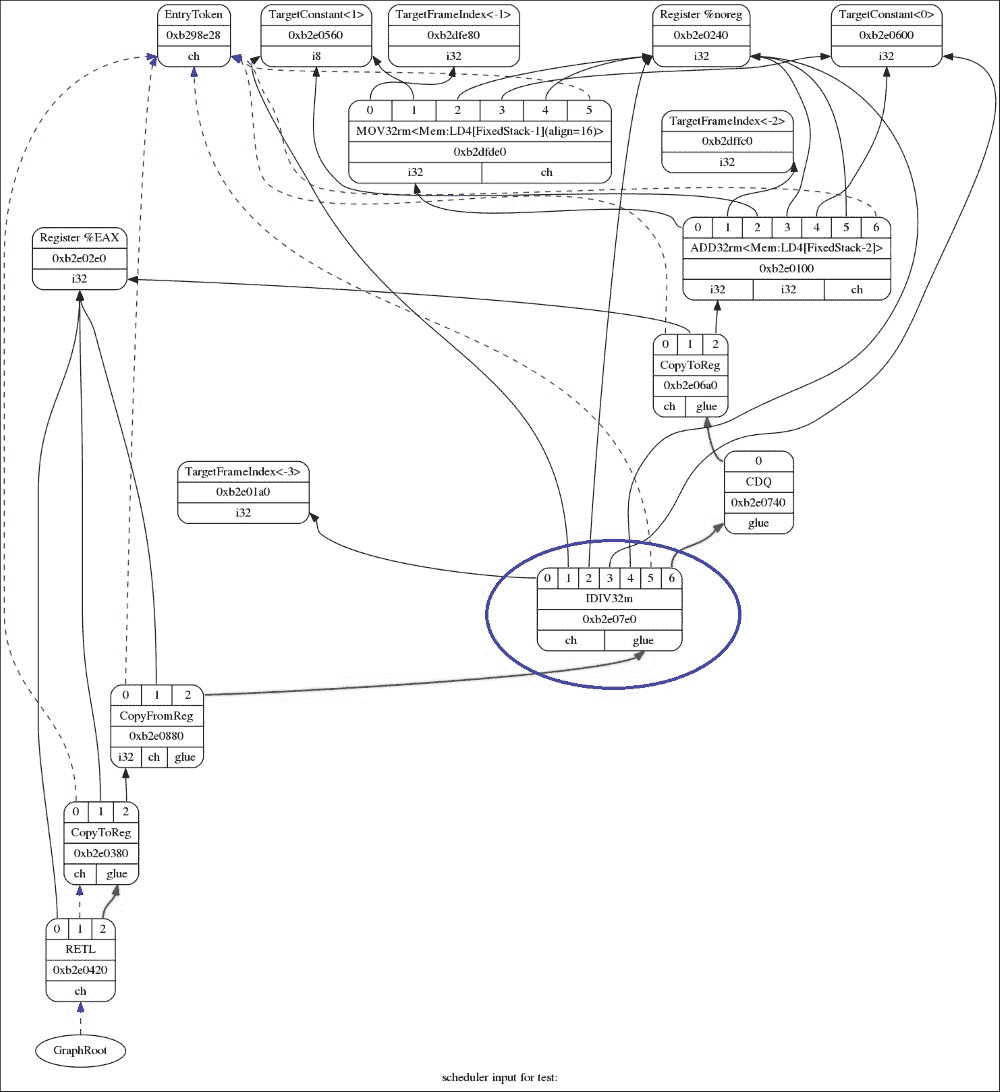 EntryToken
0xb298e28
ch
TargetConstant<1>
0xb2e0560
i8
TargetFrameIndex<-1>
0xb2dfe80
i32
Register %noreg
0xb2e0240
i32
TargetConstant<0>
0xb2e0600
i32
0 1 2 3 4 5
MOV32rm<Mem:LD4[FixedStack-1](align=16)>
0xb2dfde0
i32 ch
TargetFrameIndex<-2>
0xb2dffc0
i32
Register %EAX
0xb2e02e0
i32
0 1 2 3 4 5 6
ADD32rm<Mem:LD4[FixedStack-2]>
0xb2e0100
i32 i32 ch
0 1 2
CopyToReg
0xb2e06a0
ch glue
TargetFrameIndex<-3>
0xb2e01a0
i32
0
CDQ
0xb2e0740
glue
0 1 2 3 4 5 6
IDIV32m
0xb2e07e0
ch glue
0 1 2
CopyFromReg
0xb2e0880
i32 ch glue
0 1 2
CopyToReg
0xb2e0380
ch glue
0 1 2
RETL
0xb2e0420
ch
GraphRoot
scheduler input for test: